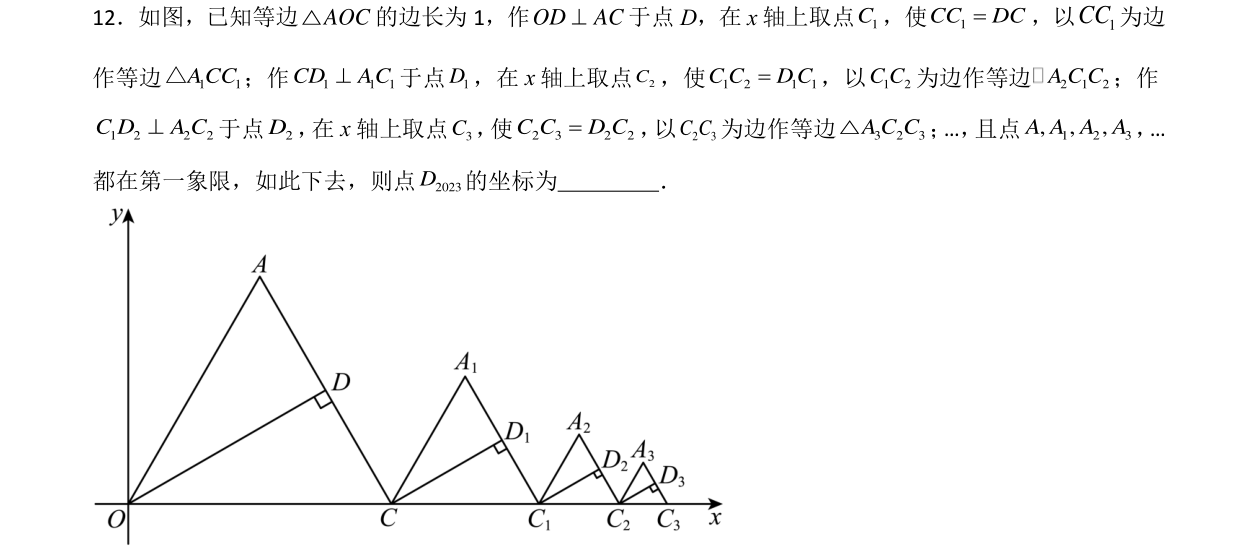 12．如图，已知等边△AOC 的边长为 1，作OD⊥AC于点 D，在 x 轴上取点C₁，使CC₁=DC，以CC₁为边
作等边△A₁CC₁；作CD₁⊥A₁C₁于点D₁，在 x 轴上取点C₂，使C₁C₂=D₁C₁，以C₁C₂为边作等边□A₂C₁C₂；作
C₁D₂⊥A₂C₂于点D₂，在 x 轴上取点C₃，使C₂C₃=D₂C₂，以C₂C₃为边作等边△A₃C₂C₃；…，且点A,A₁,A₂,A₃，…
都在第一象限，如此下去，则点D₂₀₂₃的坐标为________．
y
A
A₁
D
A₂
D₁
A₃
D₂
D₃
O
C
C₁
C₂
C₃
x